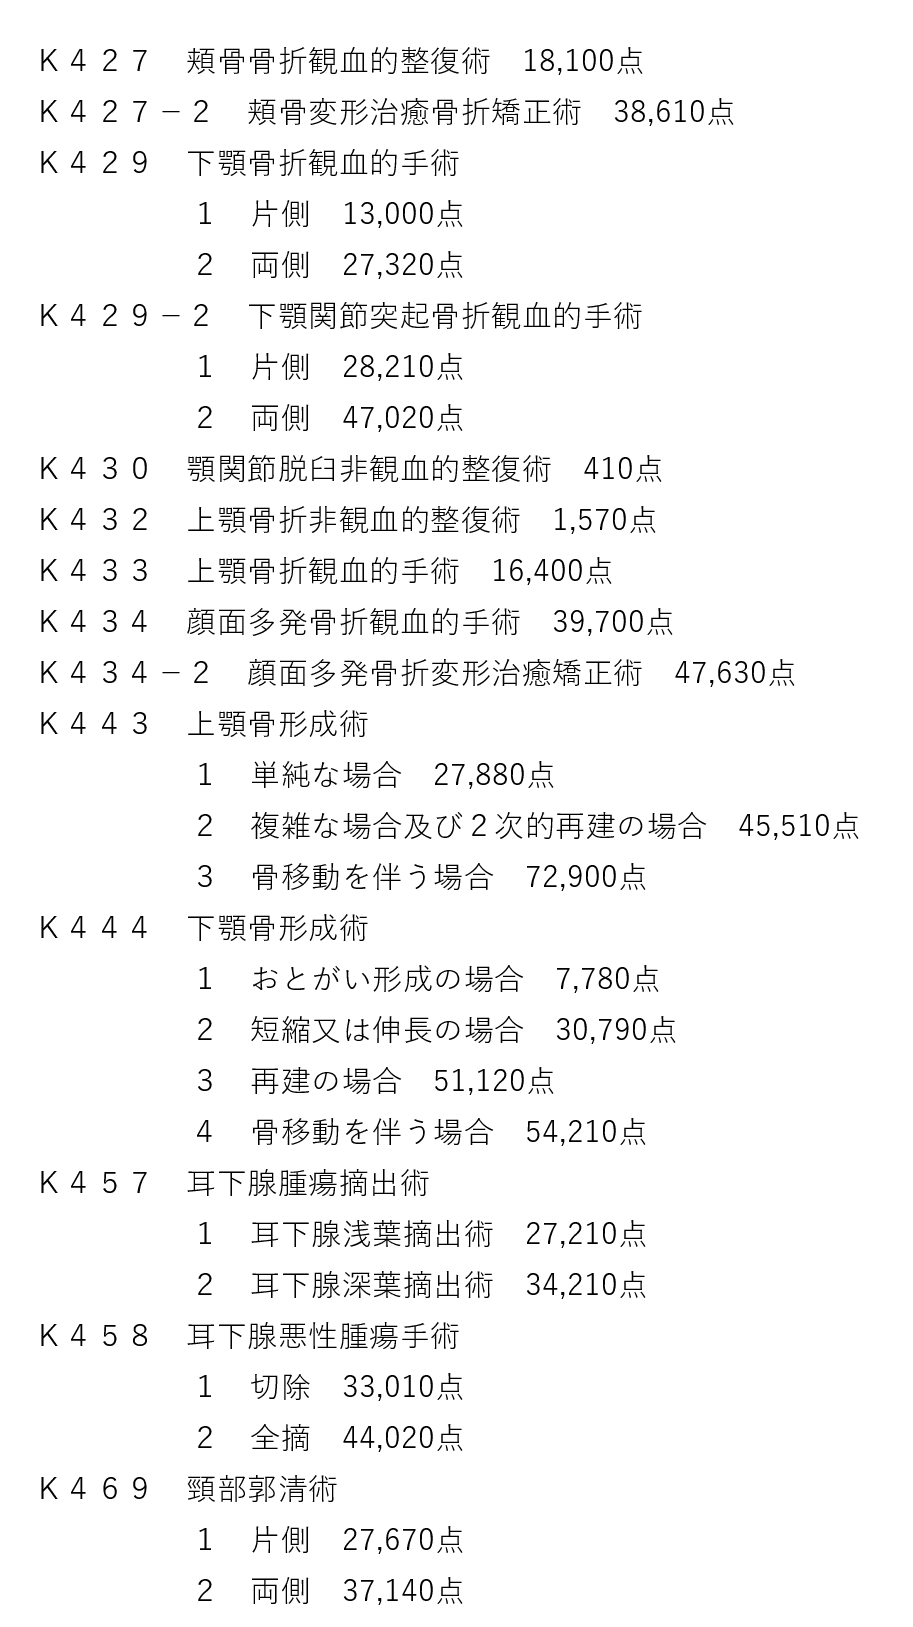 Ｋ４２７　頬骨骨折観血的整復術　18,100点
Ｋ４２７－２　頬骨変形治癒骨折矯正術　38,610点
Ｋ４２９　下顎骨折観血的手術
１　片側　13,000点
２　両側　27,320点
Ｋ４２９－２　下顎関節突起骨折観血的手術
１　片側　28,210点
２　両側　47,020点
Ｋ４３０　顎関節脱臼非観血的整復術　410点
Ｋ４３２　上顎骨折非観血的整復術　1,570点
Ｋ４３３　上顎骨折観血的手術　16,400点
Ｋ４３４　顔面多発骨折観血的手術　39,700点
Ｋ４３４－２　顔面多発骨折変形治癒矯正術　47,630点
Ｋ４４３　上顎骨形成術
１　単純な場合　27,880点
２　複雑な場合及び２次的再建の場合　45,510点
３　骨移動を伴う場合　72,900点
Ｋ４４４　下顎骨形成術
１　おとがい形成の場合　7,780点
２　短縮又は伸長の場合　30,790点
３　再建の場合　51,120点
４　骨移動を伴う場合　54,210点
Ｋ４５７　耳下腺腫瘍摘出術
１　耳下腺浅葉摘出術　27,210点
２　耳下腺深葉摘出術　34,210点
Ｋ４５８　耳下腺悪性腫瘍手術
１　切除　33,010点
２　全摘　44,020点
Ｋ４６９　頸部郭清術
１　片側　27,670点
２　両側　37,140点